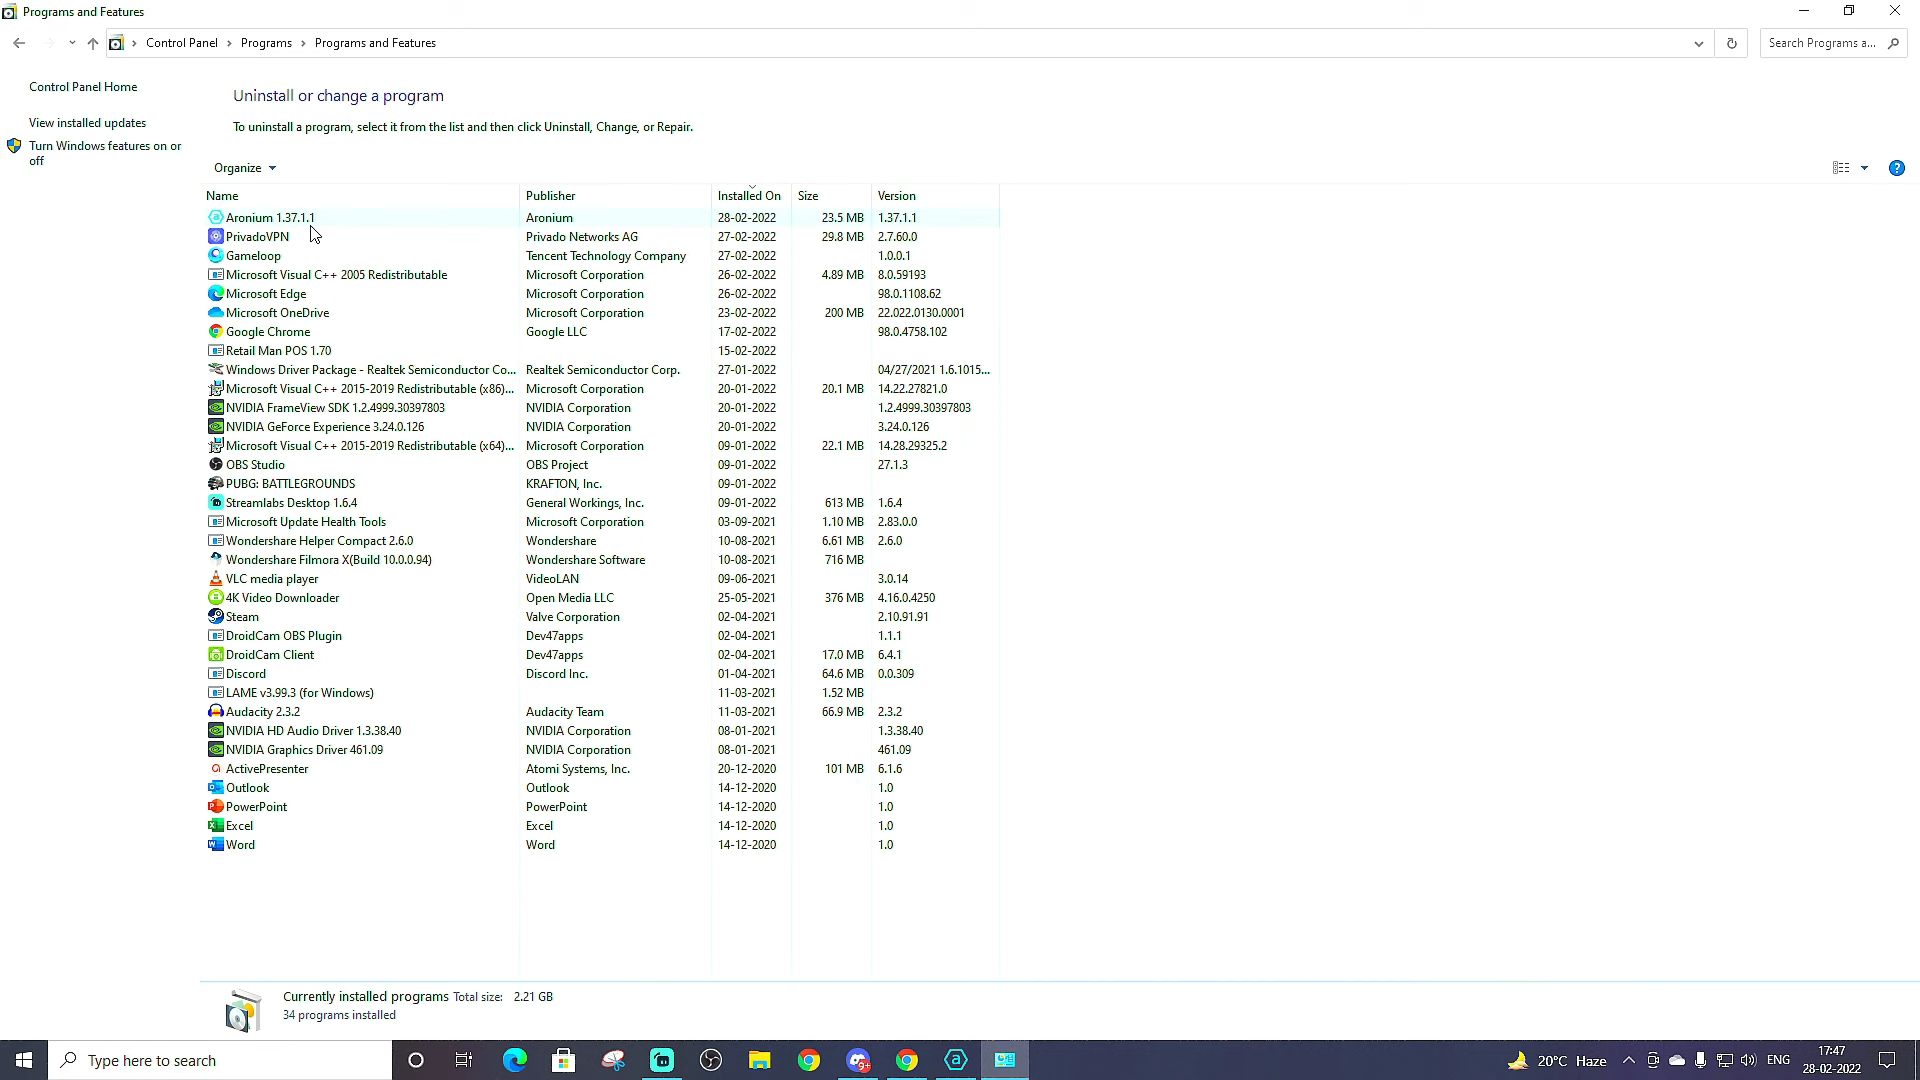 Programs and Features
Control Panel > Programs > Programs and Features
Search Programs a...
Control Panel Home
View installed updates
Turn Windows features on or
off
Uninstall or change a program
To uninstall a program, select it from the list and then click Uninstall, Change, or Repair.
Organize
Name Publisher Installed On Size Version
Aronium 1.37.1.1 Aronium 28-02-2022 23.5 MB 1.37.1.1
PrivadoVPN Privado Networks AG 27-02-2022 29.8 MB 2.7.60.0
Gameloop Tencent Technology Company 27-02-2022 1.0.0.1
Microsoft Visual C++ 2005 Redistributable Microsoft Corporation 26-02-2022 4.89 MB 8.0.59193
Microsoft Edge Microsoft Corporation 26-02-2022 98.0.1108.62
Microsoft OneDrive Microsoft Corporation 23-02-2022 200 MB 22.022.0130.0001
Google Chrome Google LLC 17-02-2022 98.0.4758.102
Retail Man POS 1.70 15-02-2022
Windows Driver Package - Realtek Semiconductor Co... Realtek Semiconductor Corp. 27-01-2022 04/27/2021 1.6.1015...
Microsoft Visual C++ 2015-2019 Redistributable (x86)... Microsoft Corporation 20-01-2022 20.1 MB 14.22.27821.0
NVIDIA FrameView SDK 1.2.4999.30397803 NVIDIA Corporation 20-01-2022 1.2.4999.30397803
NVIDIA GeForce Experience 3.24.0.126 NVIDIA Corporation 20-01-2022 3.24.0.126
Microsoft Visual C++ 2015-2019 Redistributable (x64)... Microsoft Corporation 09-01-2022 22.1 MB 14.28.29325.2
OBS Studio OBS Project 09-01-2022 27.1.3
PUBG: BATTLEGROUNDS KRAFTON, Inc. 09-01-2022
Streamlabs Desktop 1.6.4 General Workings, Inc. 09-01-2022 613 MB 1.6.4
Microsoft Update Health Tools Microsoft Corporation 03-09-2021 1.10 MB 2.83.0.0
Wondershare Helper Compact 2.6.0 Wondershare 10-08-2021 6.61 MB 2.6.0
Wondershare Filmora X(Build 10.0.0.94) Wondershare Software 10-08-2021 716 MB
VLC media player VideoLAN 09-06-2021 3.0.14
4K Video Downloader Open Media LLC 25-05-2021 376 MB 4.16.0.4250
Steam Valve Corporation 02-04-2021 2.10.91.91
DroidCam OBS Plugin Dev47apps 02-04-2021 1.1.1
DroidCam Client Dev47apps 02-04-2021 17.0 MB 6.4.1
Discord Discord Inc. 01-04-2021 64.6 MB 0.0.309
LAME v3.99.3 (for Windows) 11-03-2021 1.52 MB
Audacity 2.3.2 Audacity Team 11-03-2021 66.9 MB 2.3.2
NVIDIA HD Audio Driver 1.3.38.40 NVIDIA Corporation 08-01-2021 1.3.38.40
NVIDIA Graphics Driver 461.09 NVIDIA Corporation 08-01-2021 461.09
ActivePresenter Atomi Systems, Inc. 20-12-2020 101 MB 6.1.6
Outlook Outlook 14-12-2020 1.0
PowerPoint PowerPoint 14-12-2020 1.0
Excel Excel 14-12-2020 1.0
Word Word 14-12-2020 1.0
Currently installed programs Total size: 2.21 GB
34 programs installed
Type here to search
9+
20°C Haze
ENG
17:47
28-02-2022